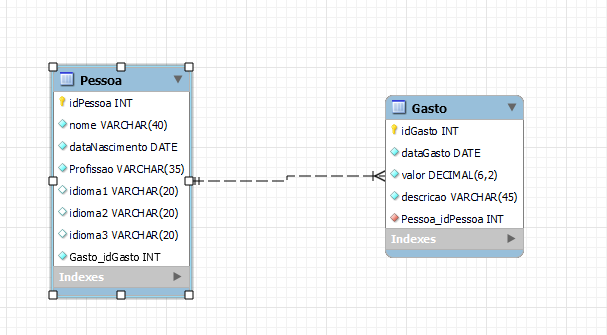 Pessoa
idPessoa INT
nome VARCHAR(40)
dataNascimento DATE
Profissao VARCHAR(35)
idioma1 VARCHAR(20)
idioma2 VARCHAR(20)
idioma3 VARCHAR(20)
Gasto_idGasto INT
Indexes
Gasto
idGasto INT
dataGasto DATE
valor DECIMAL(6,2)
descricao VARCHAR(45)
Pessoa_idPessoa INT
Indexes